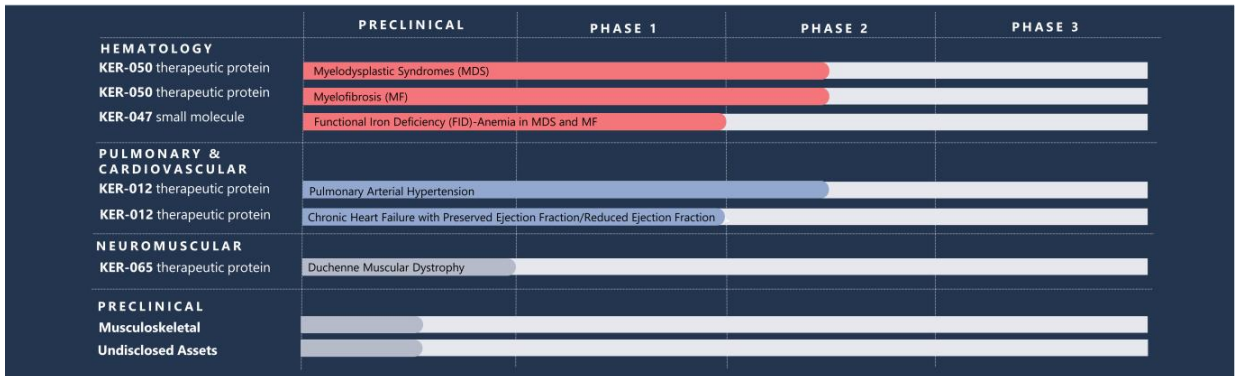 PRECLINICAL PHASE 1 PHASE 2 PHASE 3
HEMATOLOGY
KER-050 therapeutic protein Myelodysplastic Syndromes (MDS)
KER-050 therapeutic protein Myelofibrosis (MF)
KER-047 small molecule Functional Iron Deficiency (FID)-Anemia in MDS and MF
PULMONARY &
CARDIOVASCULAR
KER-012 therapeutic protein Pulmonary Arterial Hypertension
KER-012 therapeutic protein Chronic Heart Failure with Preserved Ejection Fraction/Reduced Ejection Fraction
NEUROMUSCULAR
KER-065 therapeutic protein Duchenne Muscular Dystrophy
PRECLINICAL
Musculoskeletal
Undisclosed Assets